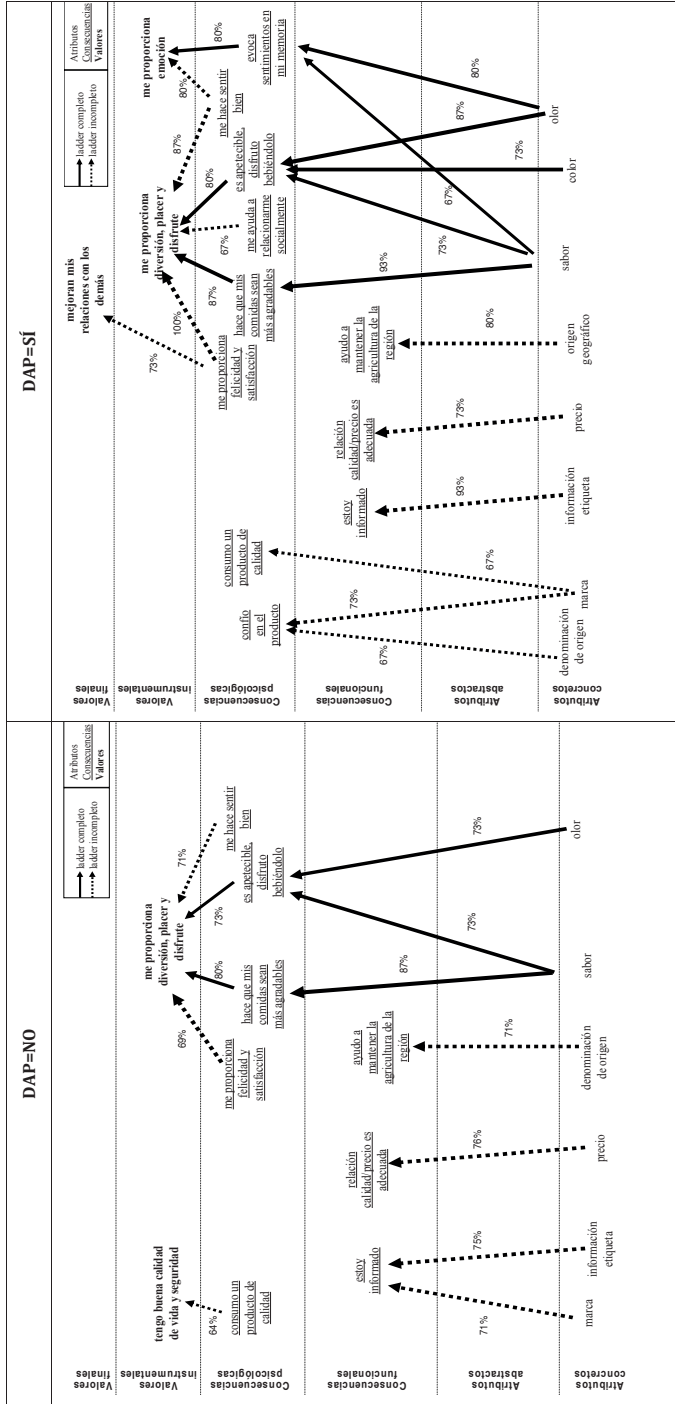 DAP=NO
Valores
finales
Valores
instrumentales
Consecuencias
psicológicas
Consecuencias
funcionales
Atributos
abstractos
Atributos
concretos
ladder completo
ladder incompleto
Atributos
Consecuencias
Valores
tengo buena calidad
de vida y seguridad
me proporciona
diversión, placer y
disfrute
64%
69%
80%
73%
71%
consumo un
producto de
calidad
me proporciona
felicidad y
satisfacción
hace que mis
comidas sean
más agradables
es apetecible,
disfruto
bebiéndolo
me hace sentir
bien
estoy
informado
relación
calidad/precio es
adecuada
ayudo a
mantener la
agricultura de la
región
87%
71%
75%
76%
71%
73%
73%
marca
información
etiqueta
precio
denominación
de origen
sabor
olor
DAP=SÍ
Valores
finales
Valores
instrumentales
Consecuencias
psicológicas
Consecuencias
funcionales
Atributos
abstractos
Atributos
concretos
ladder completo
ladder incompleto
Atributos
Consecuencias
Valores
mejoran mis
relaciones con los
demás
73%
100%
me proporciona
diversión, placer y
disfrute
me proporciona
emoción
87%
67%
80%
87%
80%
80%
confio
en el
producto
consumo un
producto de
calidad
me proporciona
felicidad y
satisfacción
hace que mis
comidas sean
más agradables
me ayuda a
relacionarme
socialmente
es apetecible,
disfruto
bebiéndolo
me hace sentir
bien
evoca
sentimientos en
mi memoria
estoy
informado
relación
calidad/precio es
adecuada
ayudo a
mantener la
agricultura de la
región
67%
73%
67%
93%
73%
80%
93%
73%
67%
73%
87%
80%
denominación
de origen
marca
información
etiqueta
precio
origen
geográfico
sabor
color
olor